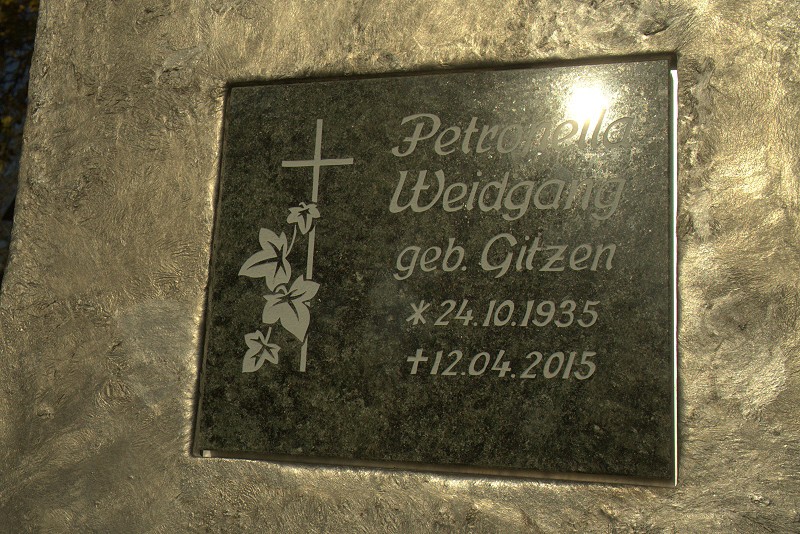 Petronella
Weidgang
geb. Gitzen
* 24.10.1935
† 12.04.2015